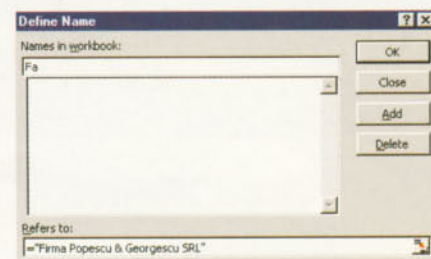 Define Name
Names in workbook:
Fa
OK
Close
Add
Delete
Refers to:
="Firma Popescu & Georgescu SRL"